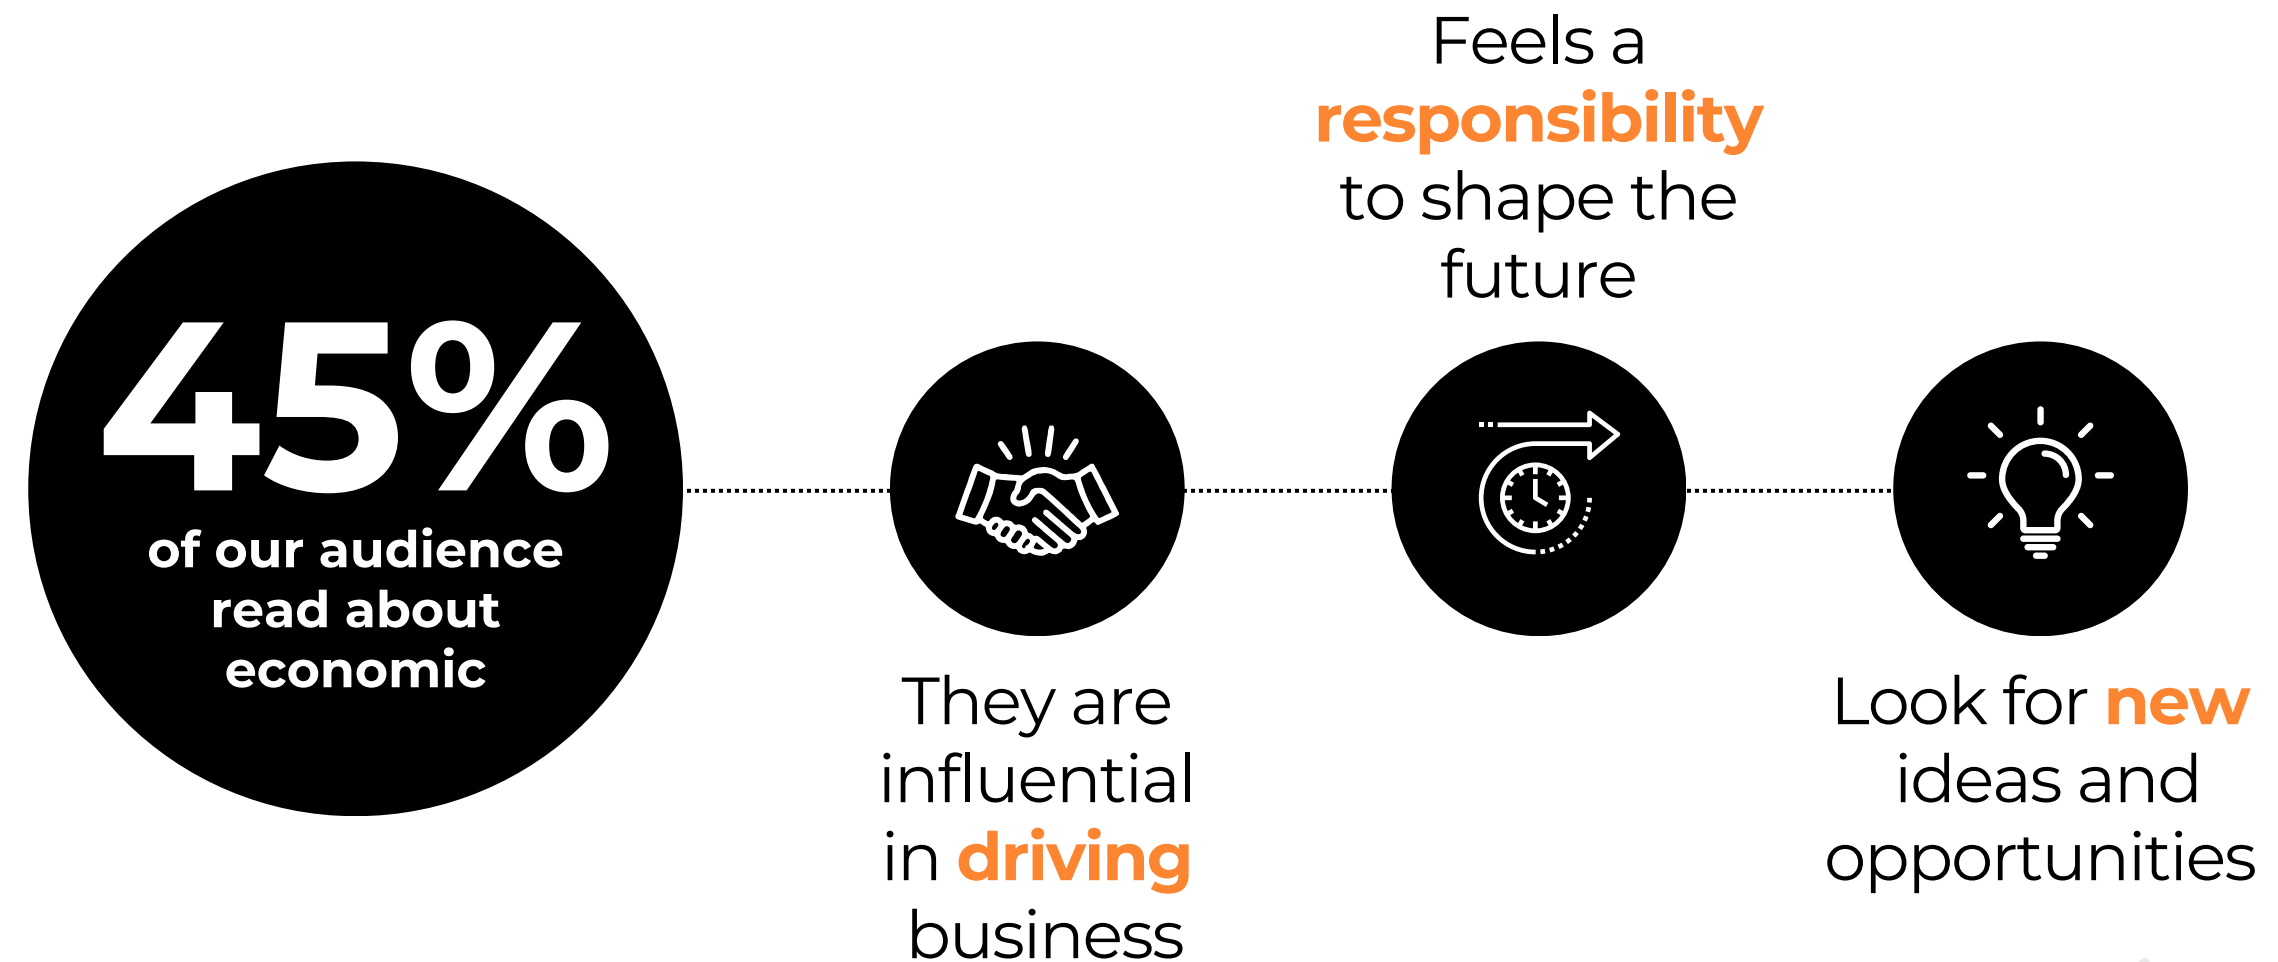 45%
of our audience
read about
economic
They are
influential
in driving
business
Feels a
responsibility
to shape the
future
Look for new
ideas and
opportunities